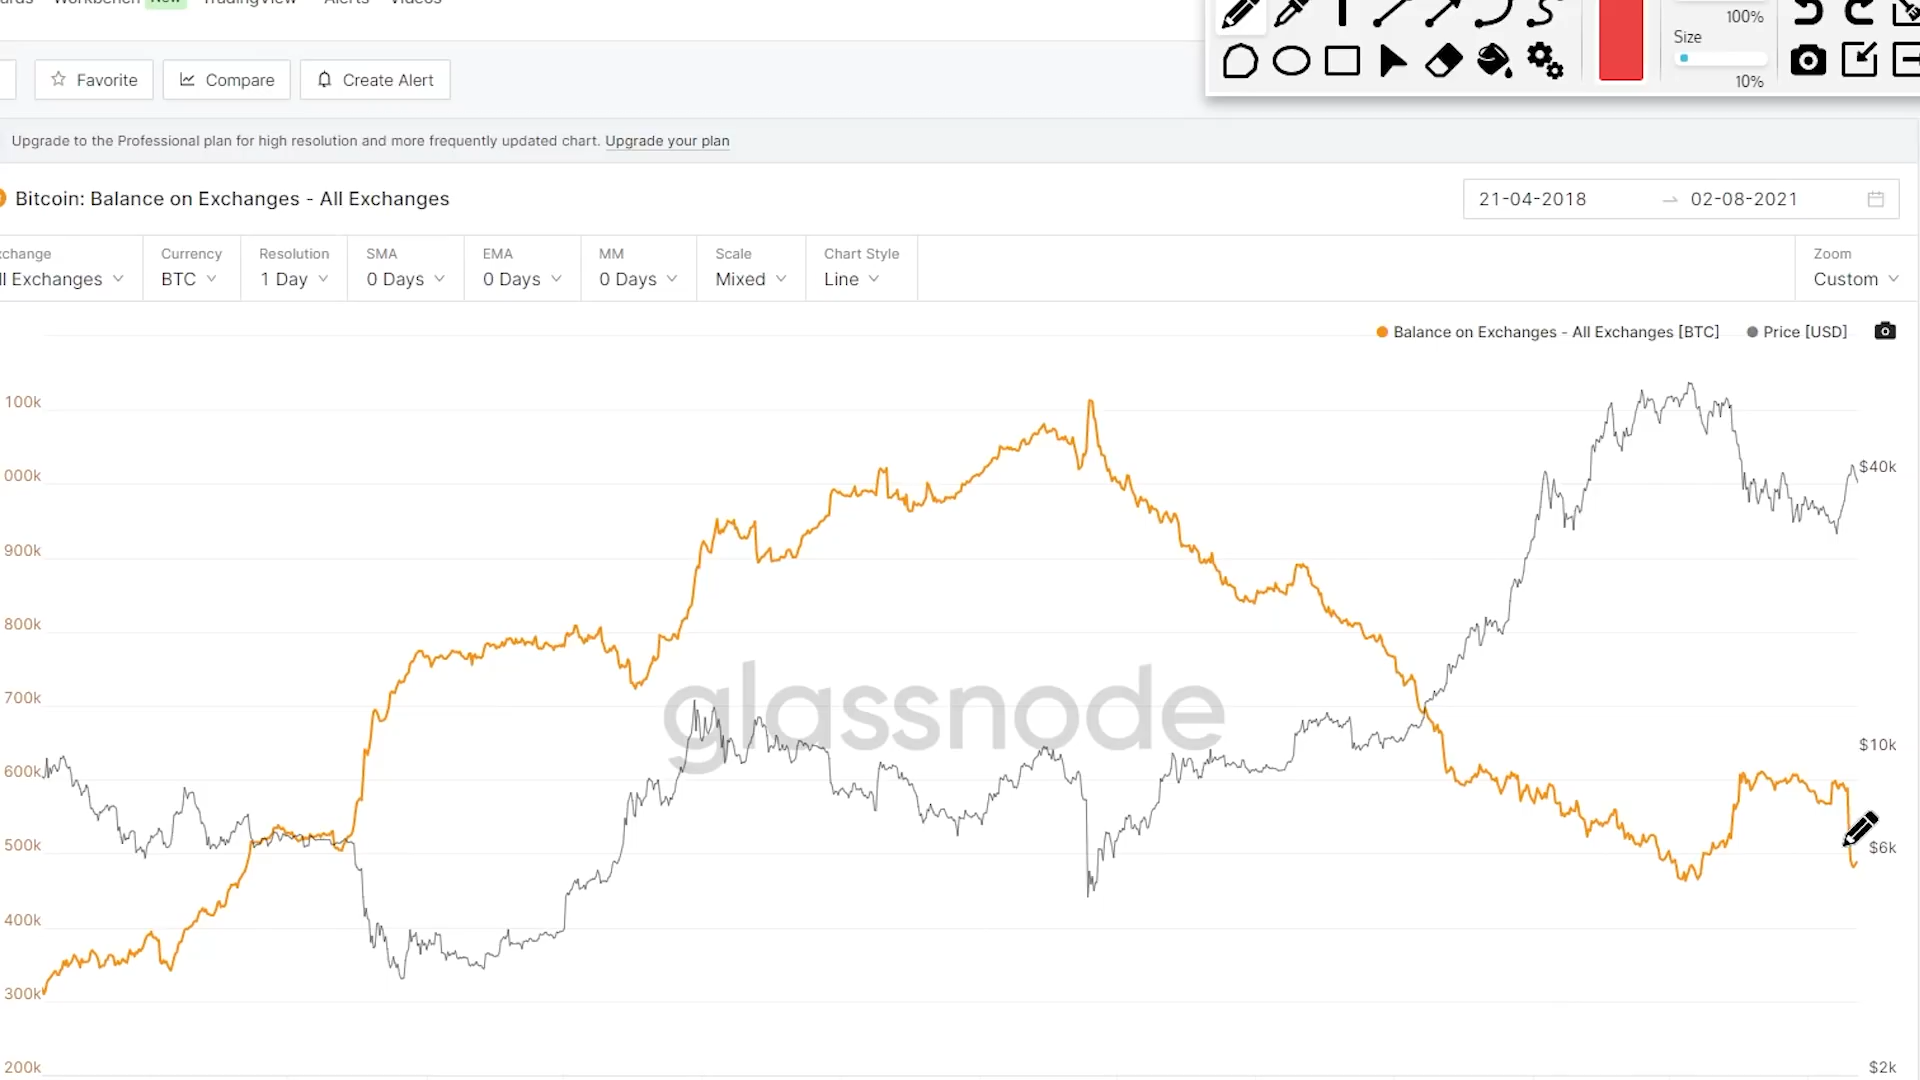 New
Favorite
Compare
Create Alert
100%
Size
10%
Upgrade to the Professional plan for high resolution and more frequently updated chart. Upgrade your plan
Bitcoin: Balance on Exchanges - All Exchanges
21-04-2018
02-08-2021
Currency
BTC
Resolution
1 Day
SMA
0 Days
EMA
0 Days
MM
0 Days
Scale
Mixed
Chart Style
Line
Exchanges
Zoom
Custom
Balance on Exchanges - All Exchanges [BTC]
Price [USD]
100k
000k
900k
800k
700k
600k
500k
400k
300k
200k
glassnode
$40k
$10k
$6k
$2k